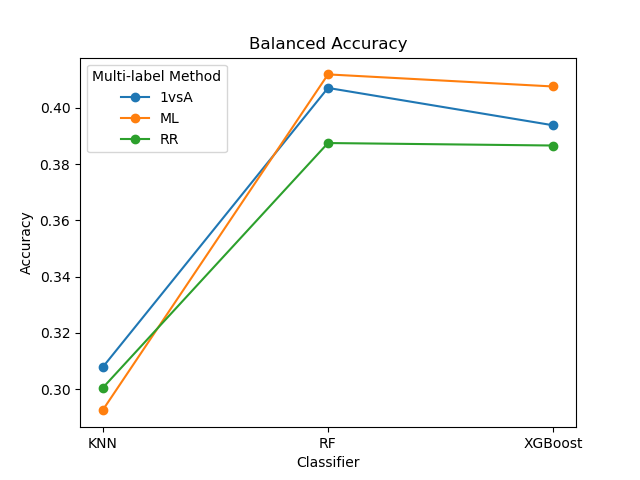 Balanced Accuracy
Multi-label Method
1vsA
ML
RR
0.40
0.38
0.36
0.34
0.32
0.30
Accuracy
KNN RF XGBoost
Classifier